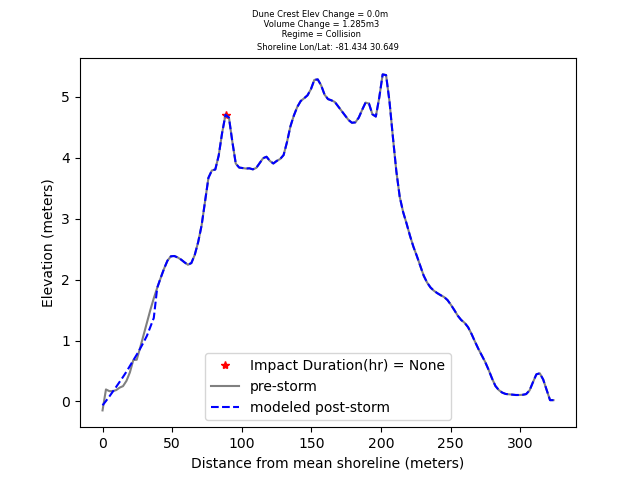 Dune Crest Elev Change = 0.0m
Volume Change = 1.285m3
Regime = Collision
Shoreline Lon/Lat: -81.434 30.649
Elevation (meters)
5
4
3
2
1
0
Impact Duration(hr) = None
pre-storm
modeled post-storm
0 50 100 150 200 250 300
Distance from mean shoreline (meters)